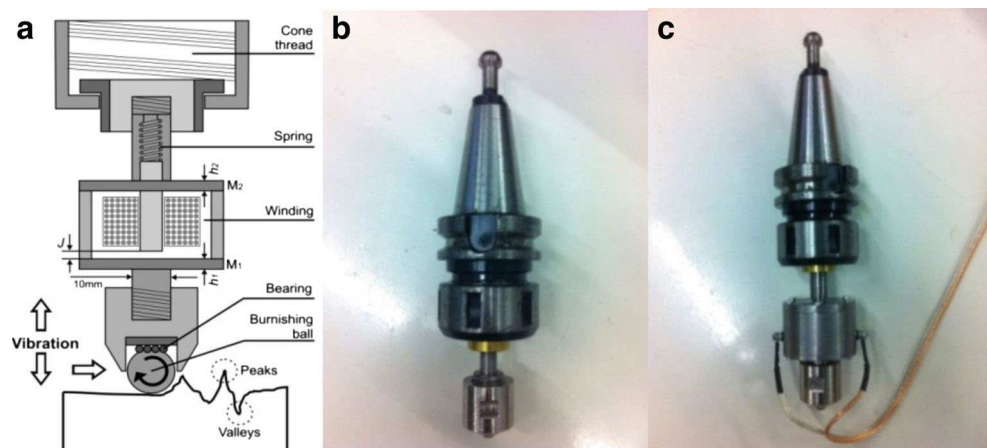 a
Cone
thread
Spring
h2
M2
Winding
J
M1
10mm
h1
Bearing
Burnishing
ball
Vibration
Peaks
Valleys
b
c